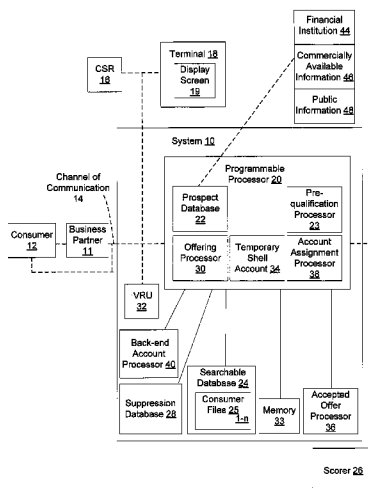 Financial
Institution 44
Terminal 18
CSR
16
Display
Screen
19
Commercially
Available
Information
46
Public
Information 48
System 10
Programmable
Processor 20
Channel of
Communication
14
Prospect
Database
22
Pre-
qualification
Processor
23
Consumer
12
Business
Partner
11
Offering
Processor
30
Temporary
Shell
Account 34
Account
Assignment
Processor
38
VRU
32
Back-end
Account
Processor 40
Searchable
Database 24
Consumer
Files 25
1-n
Suppression
Database 28
Memory
33
Accepted
Offer
Processor
36
Scorer 26